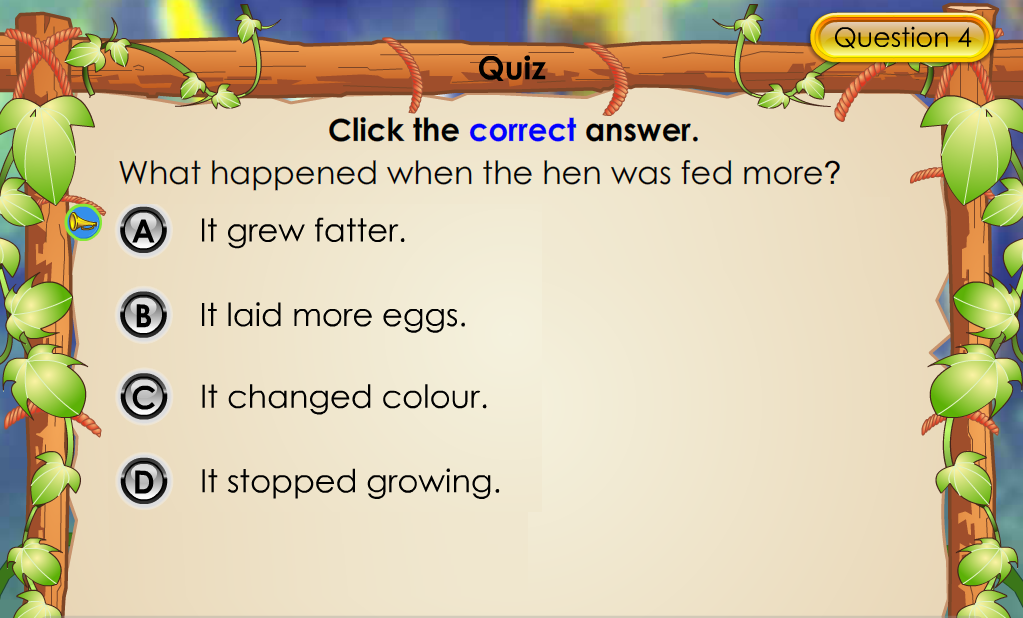 Question 4
Quiz
Click the correct answer.
What happened when the hen was fed more?
A It grew fatter.
B It laid more eggs.
C It changed colour.
D It stopped growing.